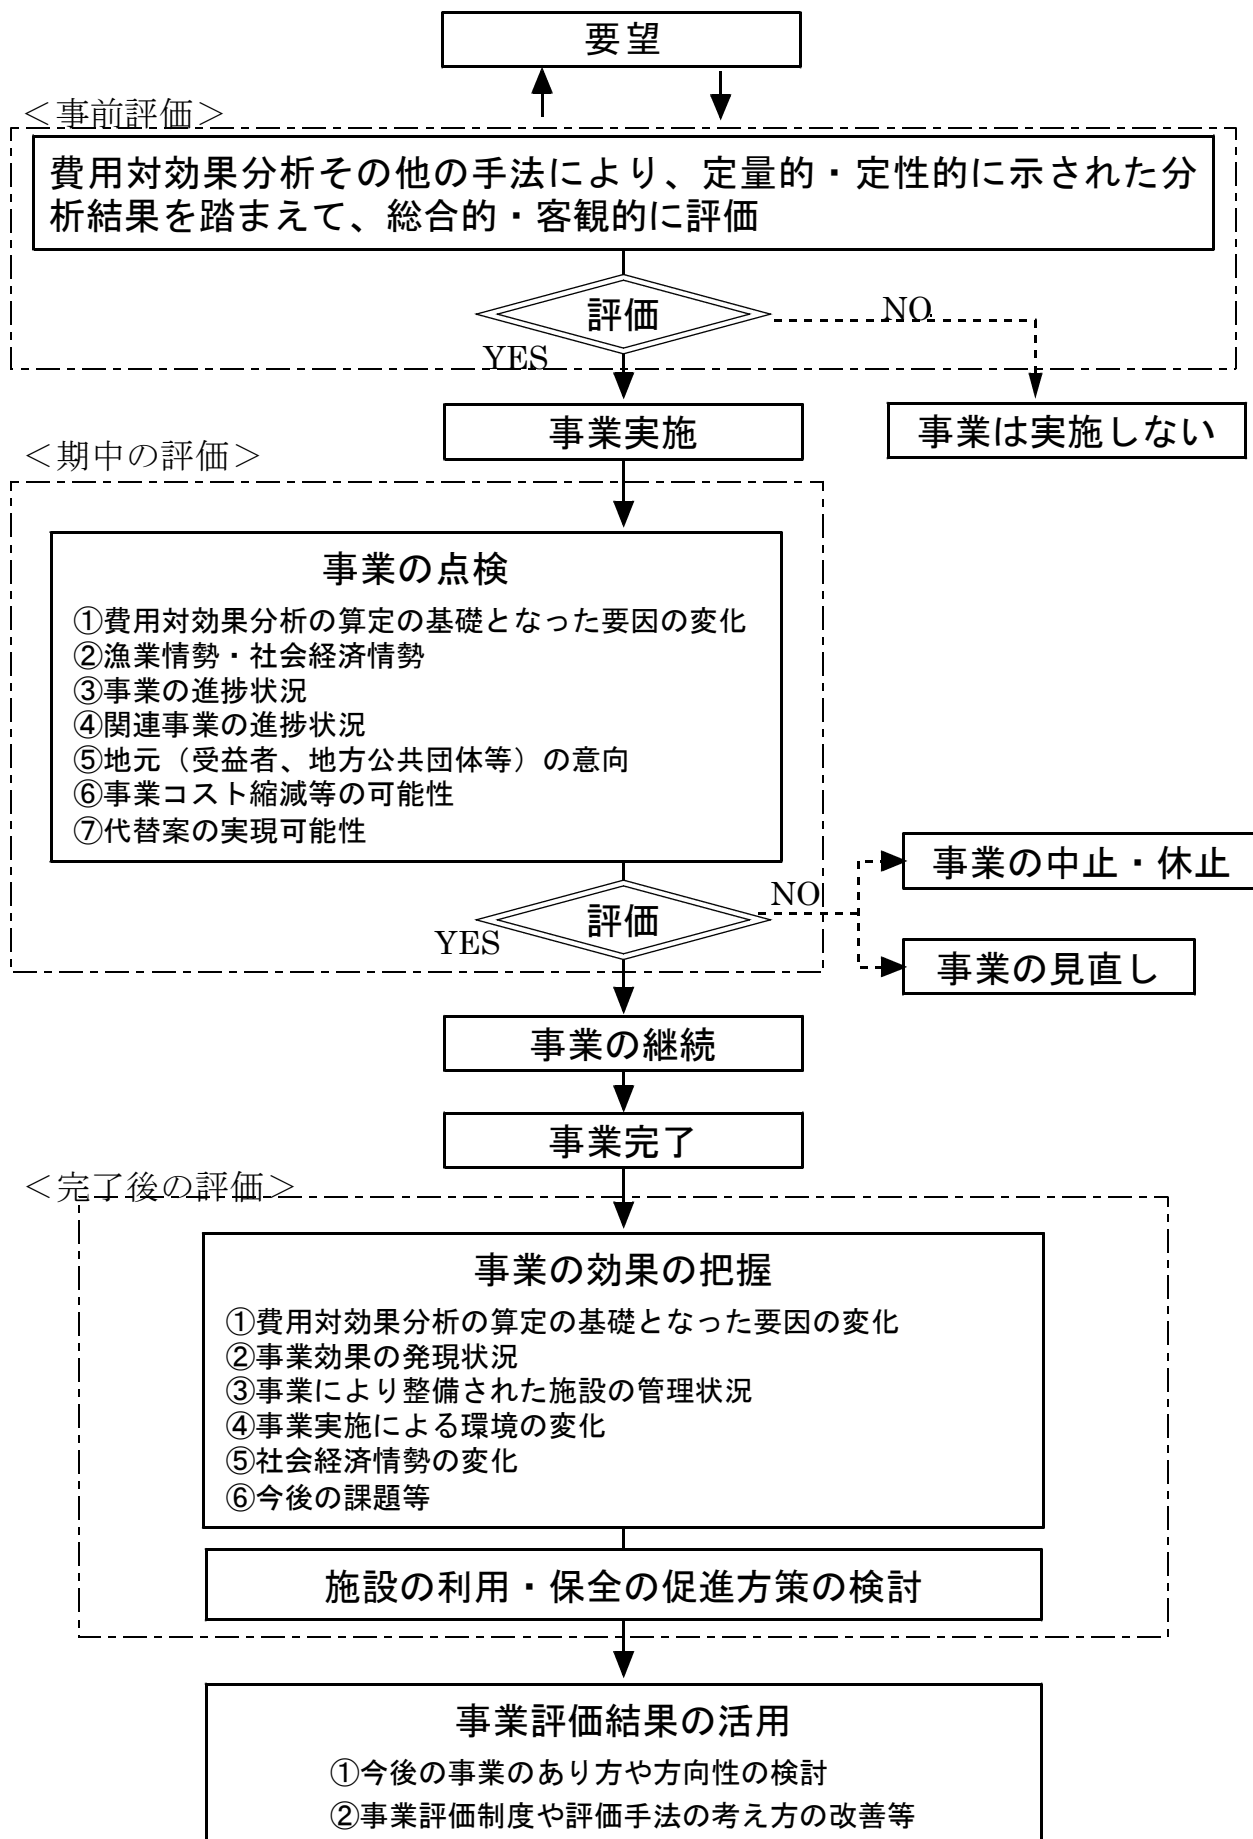 要望
＜事前評価＞
費用対効果分析その他の手法により、定量的・定性的に示された分
析結果を踏まえて、総合的・客観的に評価
評価
NO
YES
事業実施
事業は実施しない
＜期中の評価＞
事業の点検
①費用対効果分析の算定の基礎となった要因の変化
②漁業情勢・社会経済情勢
③事業の進捗状況
④関連事業の進捗状況
⑤地元（受益者、地方公共団体等）の意向
⑥事業コスト縮減等の可能性
⑦代替案の実現可能性
事業の中止・休止
NO
評価
YES
事業の見直し
事業の継続
事業完了
＜完了後の評価＞
事業の効果の把握
①費用対効果分析の算定の基礎となった要因の変化
②事業効果の発現状況
③事業により整備された施設の管理状況
④事業実施による環境の変化
⑤社会経済情勢の変化
⑥今後の課題等
施設の利用・保全の促進方策の検討
事業評価結果の活用
①今後の事業のあり方や方向性の検討
②事業評価制度や評価手法の考え方の改善等